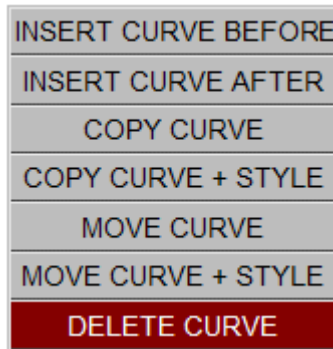 INSERT CURVE BEFORE
INSERT CURVE AFTER
COPY CURVE
COPY CURVE + STYLE
MOVE CURVE
MOVE CURVE + STYLE
DELETE CURVE